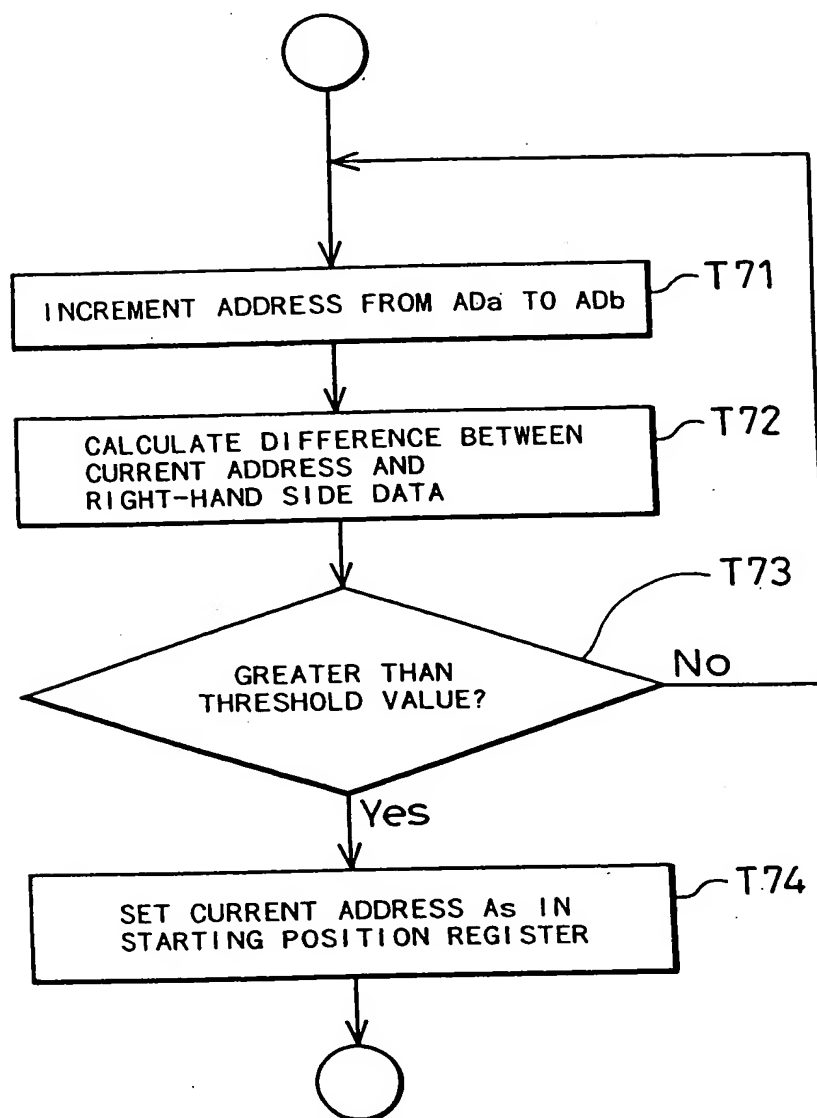 INCREMENT ADDRESS FROM ADa TO ADb
T71
CALCULATE DIFFERENCE BETWEEN
CURRENT ADDRESS AND
RIGHT-HAND SIDE DATA
T72
T73
GREATER THAN
THRESHOLD VALUE?
No
Yes
SET CURRENT ADDRESS As IN
STARTING POSITION REGISTER
T74